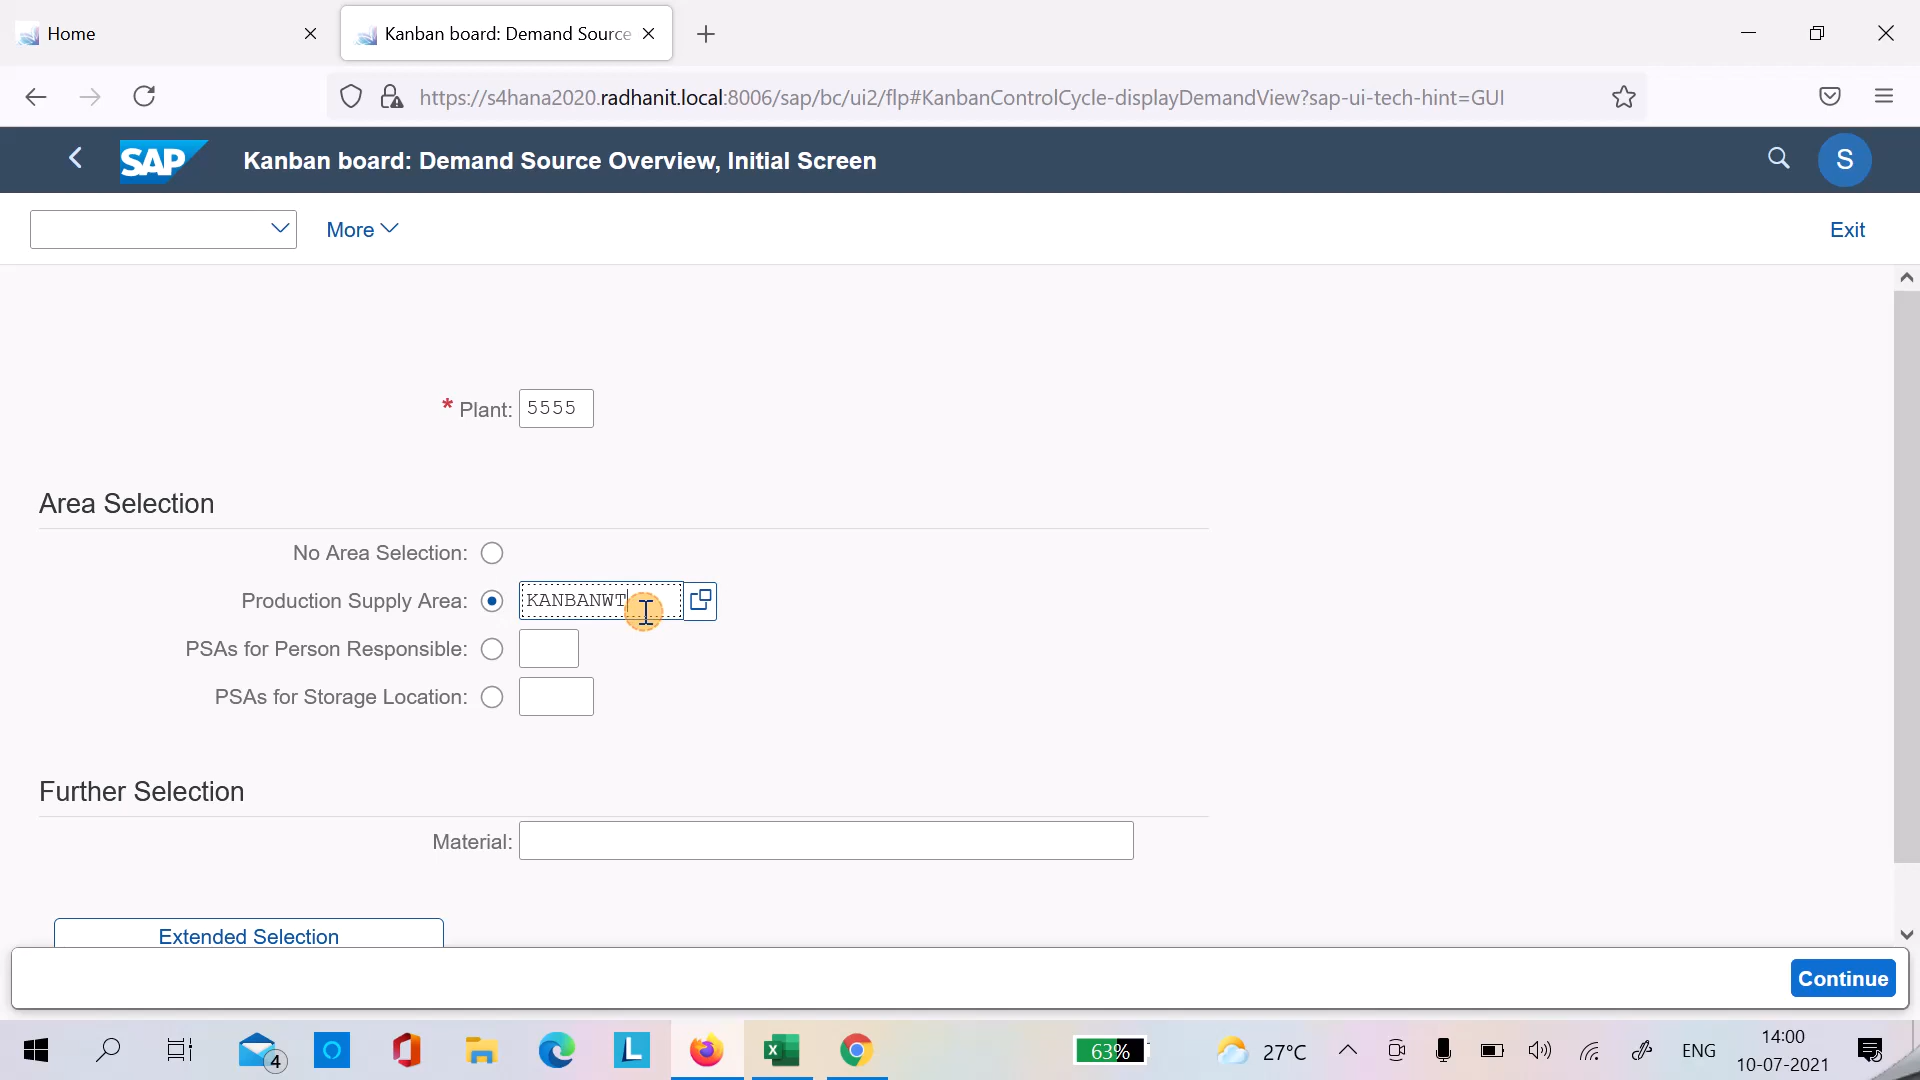 Home
Kanban board: Demand Source
https://s4hana2020.radhanit.local:8006/sap/bc/ui2/flp#KanbanControlCycle-displayDemandView?sap-ui-tech-hint=GUI
SAP
Kanban board: Demand Source Overview, Initial Screen
S
More
Exit
* Plant: 5555
Area Selection
No Area Selection:
Production Supply Area: KANBANWT
PSAs for Person Responsible:
PSAs for Storage Location:
Further Selection
Material:
Extended Selection
Continue
4
L
63%
27°C
ENG
14:00
10-07-2021